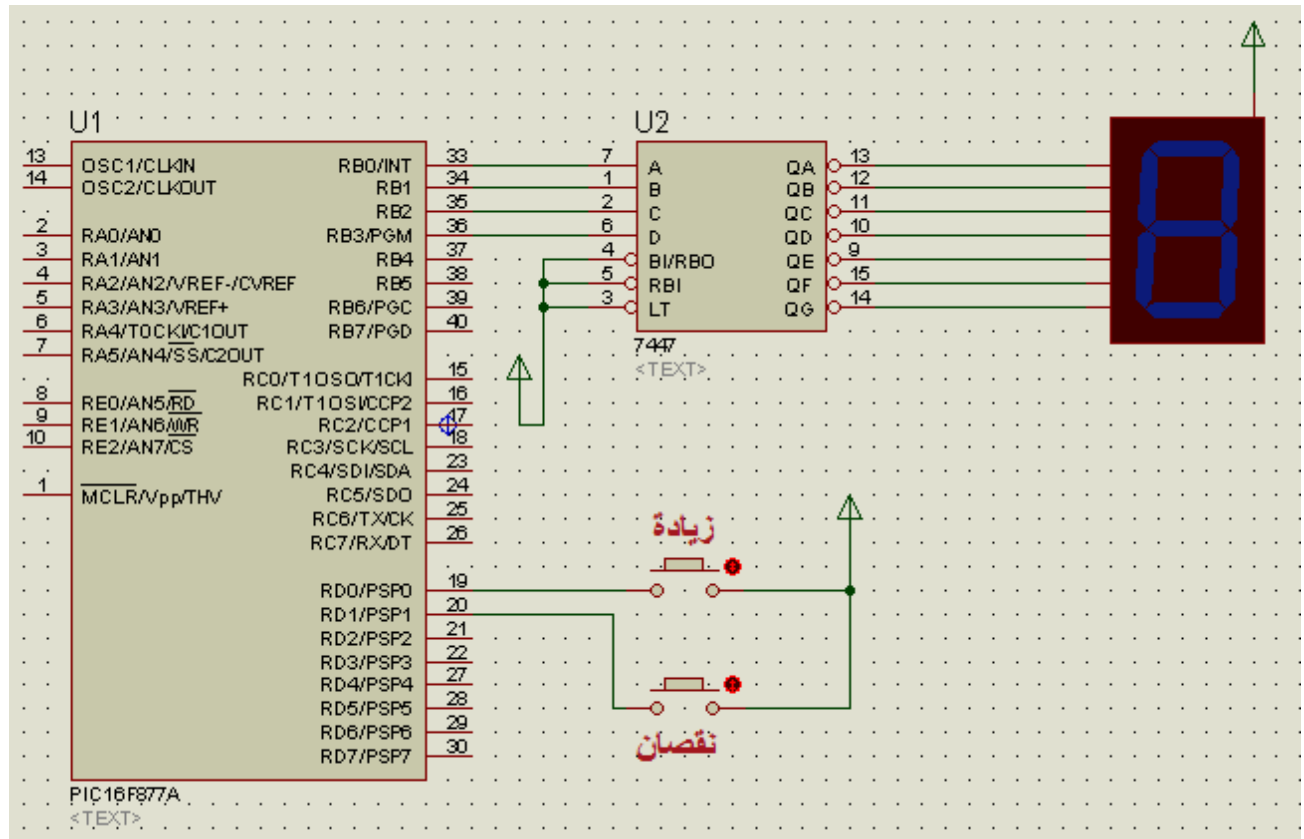 U1
13 OSC1/CLKIN
14 OSC2/CLKOUT
2 RA0/AN0
3 RA1/AN1
4 RA2/AN2/VREF-/CVREF
5 RA3/AN3/VREF+
6 RA4/T0CKI/C1OUT
7 RA5/AN4/SS/C2OUT
8 RE0/AN5/RD
9 RE1/AN6/WR
10 RE2/AN7/CS
1 MCLR/Vpp/THV
RB0/INT 33
RB1 34
RB2 35
RB3/PGM 36
RB4 37
RB5 38
RB6/PGC 39
RB7/PGD 40
RC0/T1OSO/T1CKI 15
RC1/T1OSI/CCP2 16
RC2/CCP1 17
RC3/SCK/SCL 18
RC4/SDI/SDA 23
RC5/SDO 24
RC6/TX/CK 25
RC7/RX/DT 26
RD0/PSP0 19
RD1/PSP1 20
RD2/PSP2 21
RD3/PSP3 22
RD4/PSP4 27
RD5/PSP5 28
RD6/PSP6 29
RD7/PSP7 30
PIC16F877A
<TEXT>
U2
7 A
1 B
2 C
6 D
4 BI/RBO
5 RBI
3 LT
QA 13
QB 12
QC 11
QD 10
QE 9
QF 15
QG 14
7447
<TEXT>
زيادة
نقصان